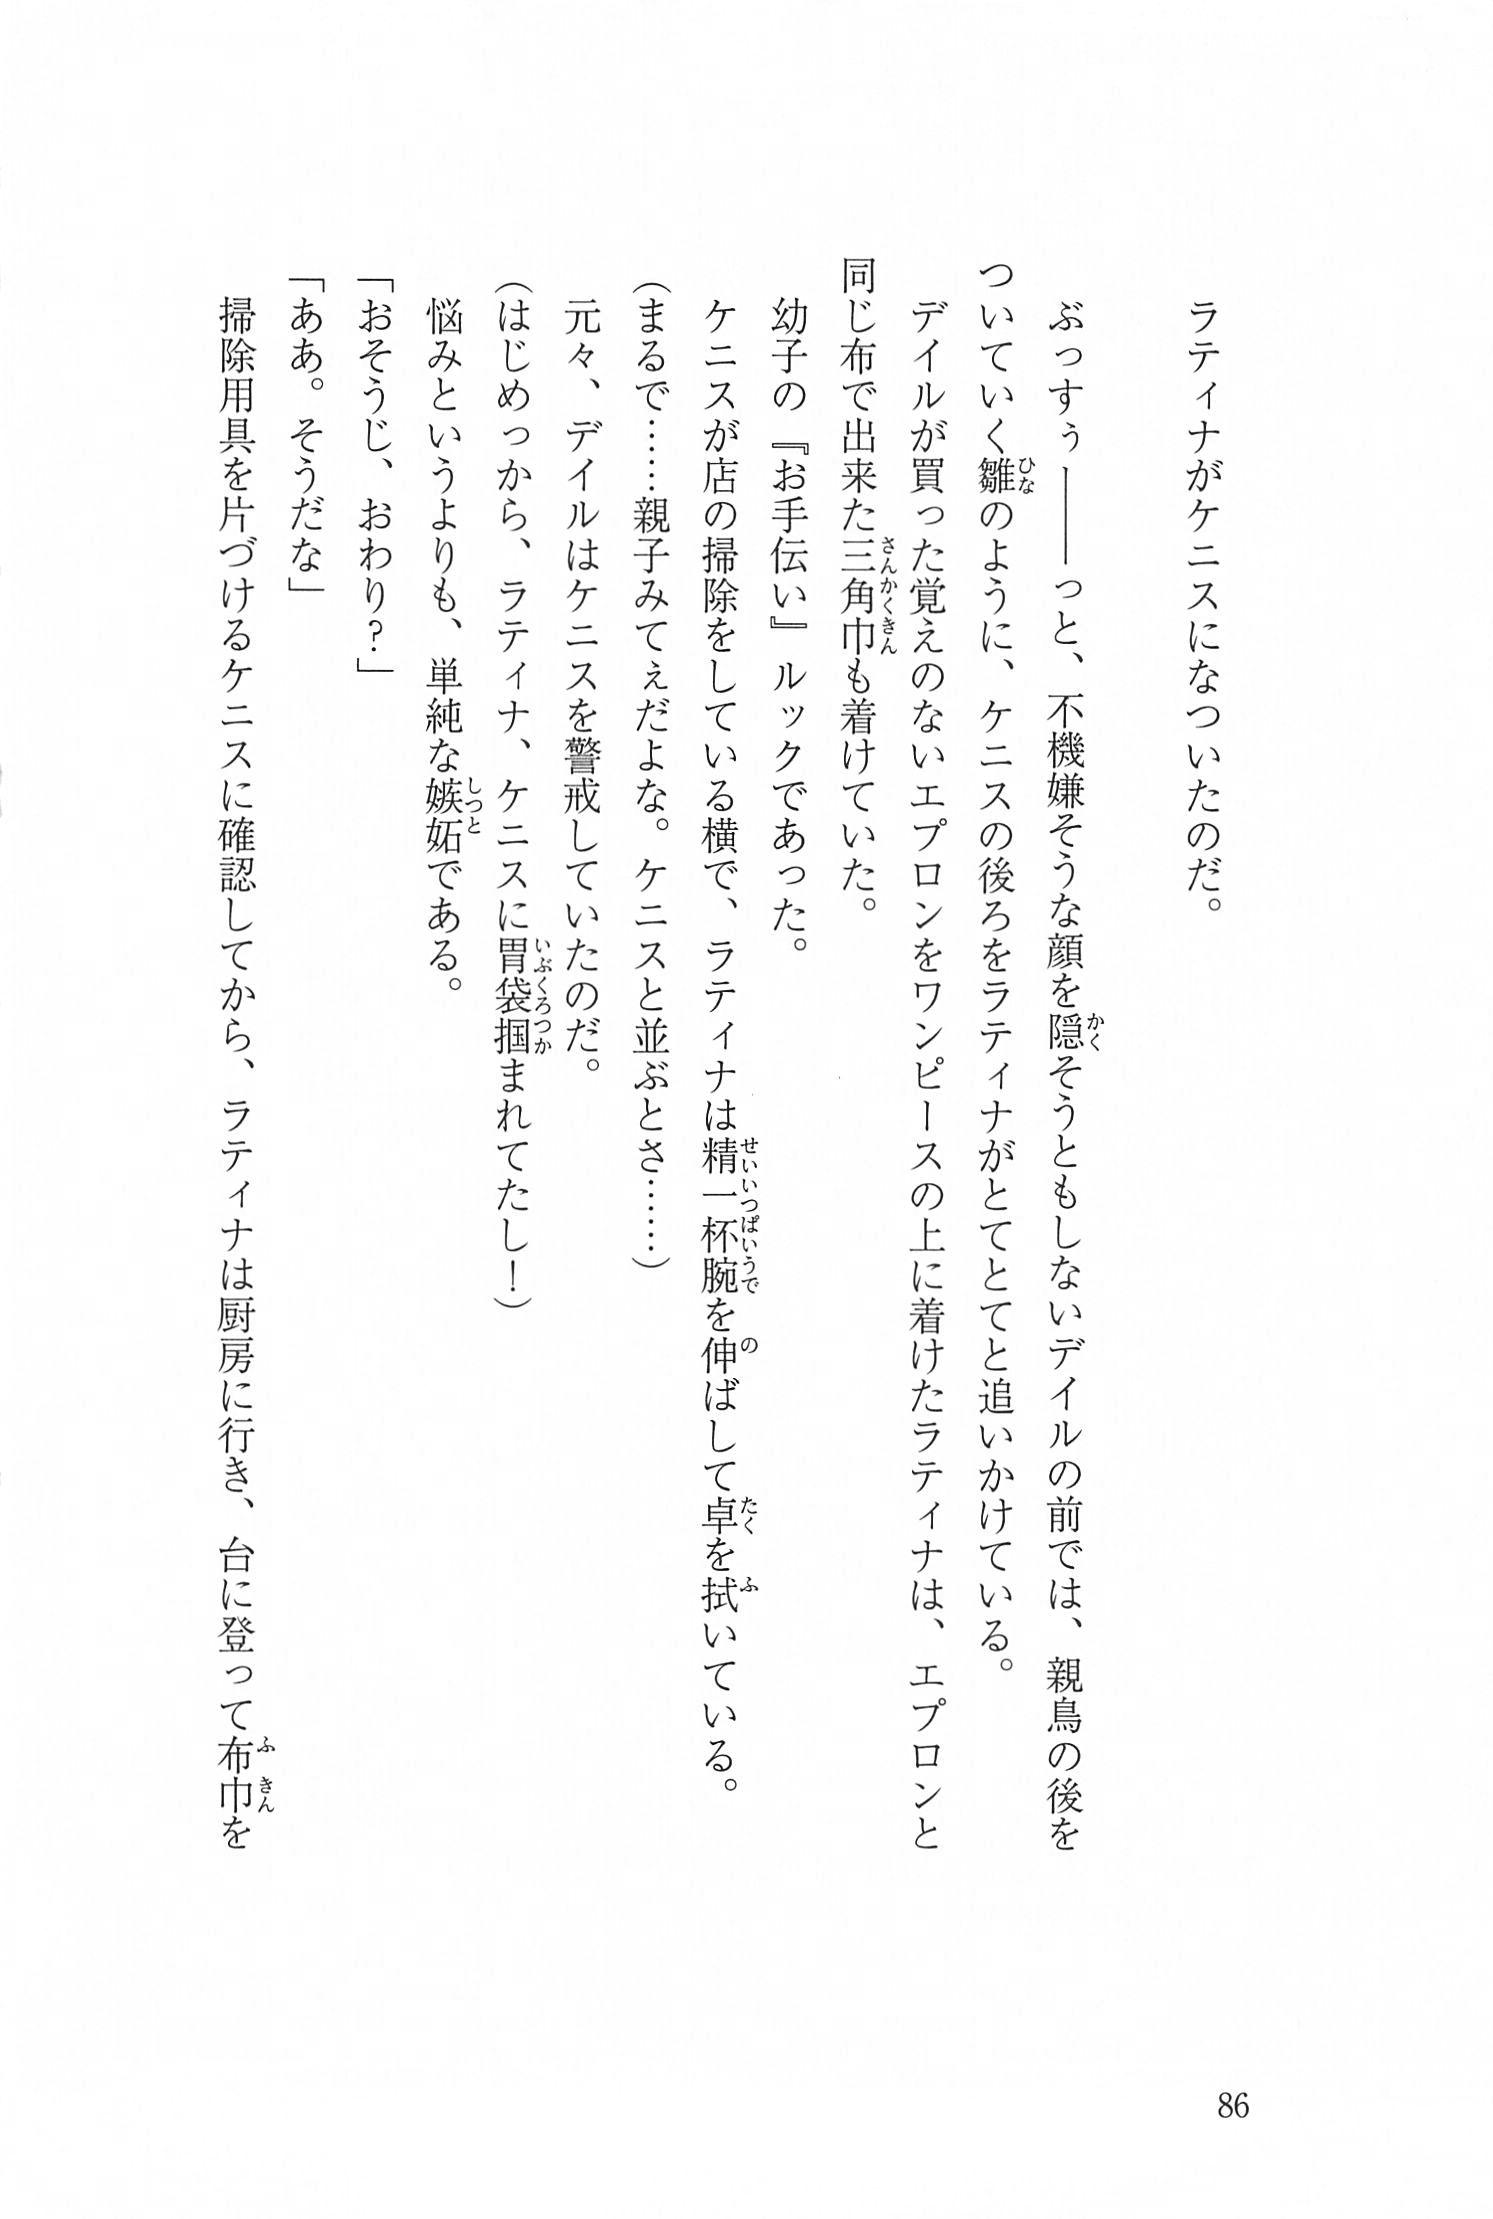 ラティナがケニスになついたのだ。
ぶっすぅ――っと、不機嫌そうな顔を隠そうともしないデイルの前では、親鳥の後を
ついていく雛のように、ケニスの後ろをラティナがとてとてと追いかけている。
デイルが買った覚えのないエプロンをワンピースの上に着けたラティナは、エプロンと
同じ布で出来た三角巾も着けていた。
幼子の『お手伝い』ルックであった。
ケニスが店の掃除をしている横で、ラティナは精一杯腕を伸ばして卓を拭いている。
(まるで……親子みてぇだよな。ケニスと並ぶとさ……)
元々、デイルはケニスを警戒していたのだ。
(はじめっから、ラティナ、ケニスに胃袋掴まれてたし!)
悩みというよりも、単純な嫉妬である。
「おそうじ、おわり?」
「ああ。そうだな」
掃除用具を片づけるケニスに確認してから、ラティナは厨房に行き、台に登って布巾を
86